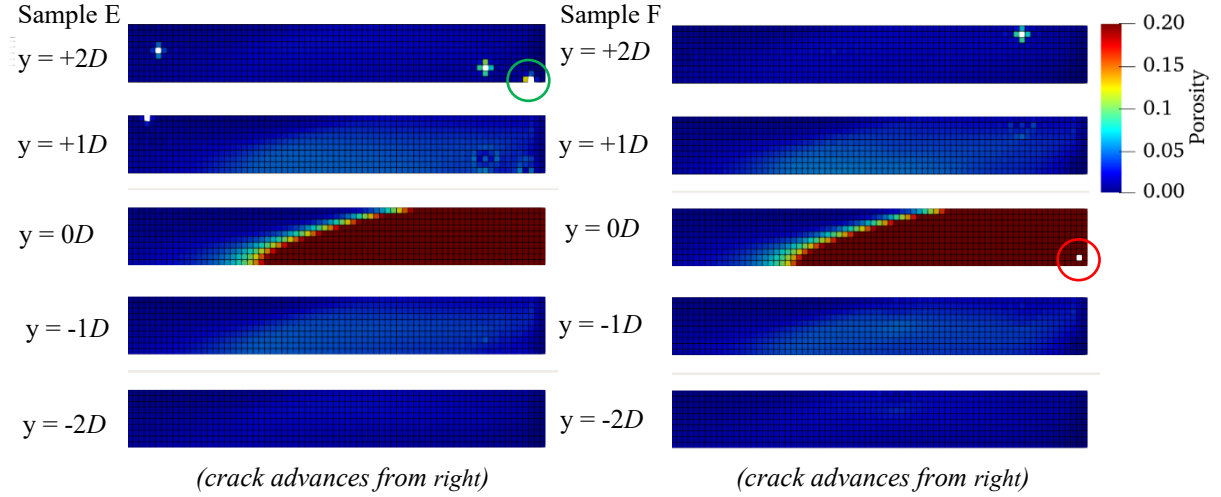 Sample E
y = +2D
y = +1D
y = 0D
y = -1D
y = -2D
(crack advances from right)
Sample F
y = +2D
y = +1D
y = 0D
y = -1D
y = -2D
(crack advances from right)
0.20
0.15
0.1
0.05
0.00
Porosity